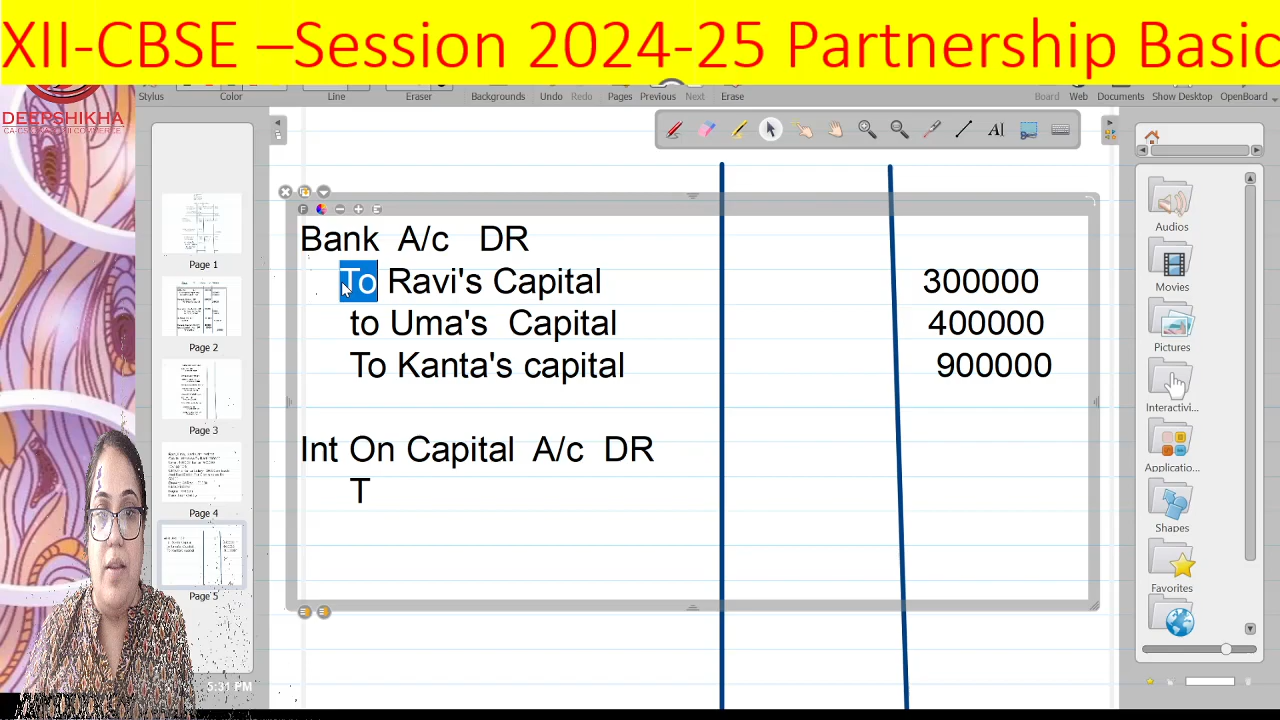 XII-CBSE –Session 2024-25 Partnership Basic
DEEPSHIKHA
Stylus Color Line Eraser Backgrounds Undo Redo Pages Previous Next Erase Board Web Documents Show Desktop OpenBoard
Page 1
Page 2
Page 3
Page 4
Page 5
Bank A/c DR
To Ravi's Capital 300000
to Uma's Capital 400000
To Kanta's capital 900000
Int On Capital A/c DR
T
Audios
Movies
Pictures
Interactivi...
Applicatio...
Shapes
Favorites
5:31 PM